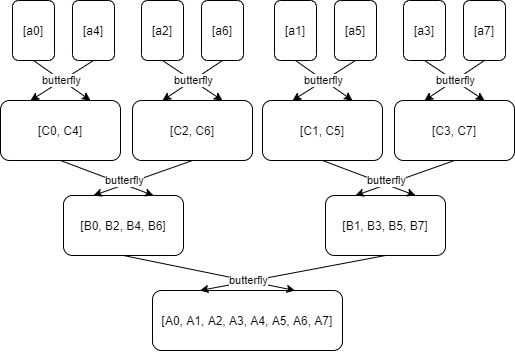 [a0] [a4] [a2] [a6] [a1] [a5] [a3] [a7]
butterfly butterfly butterfly butterfly
[C0, C4] [C2, C6] [C1, C5] [C3, C7]
butterfly butterfly
[B0, B2, B4, B6] [B1, B3, B5, B7]
butterfly
[A0, A1, A2, A3, A4, A5, A6, A7]